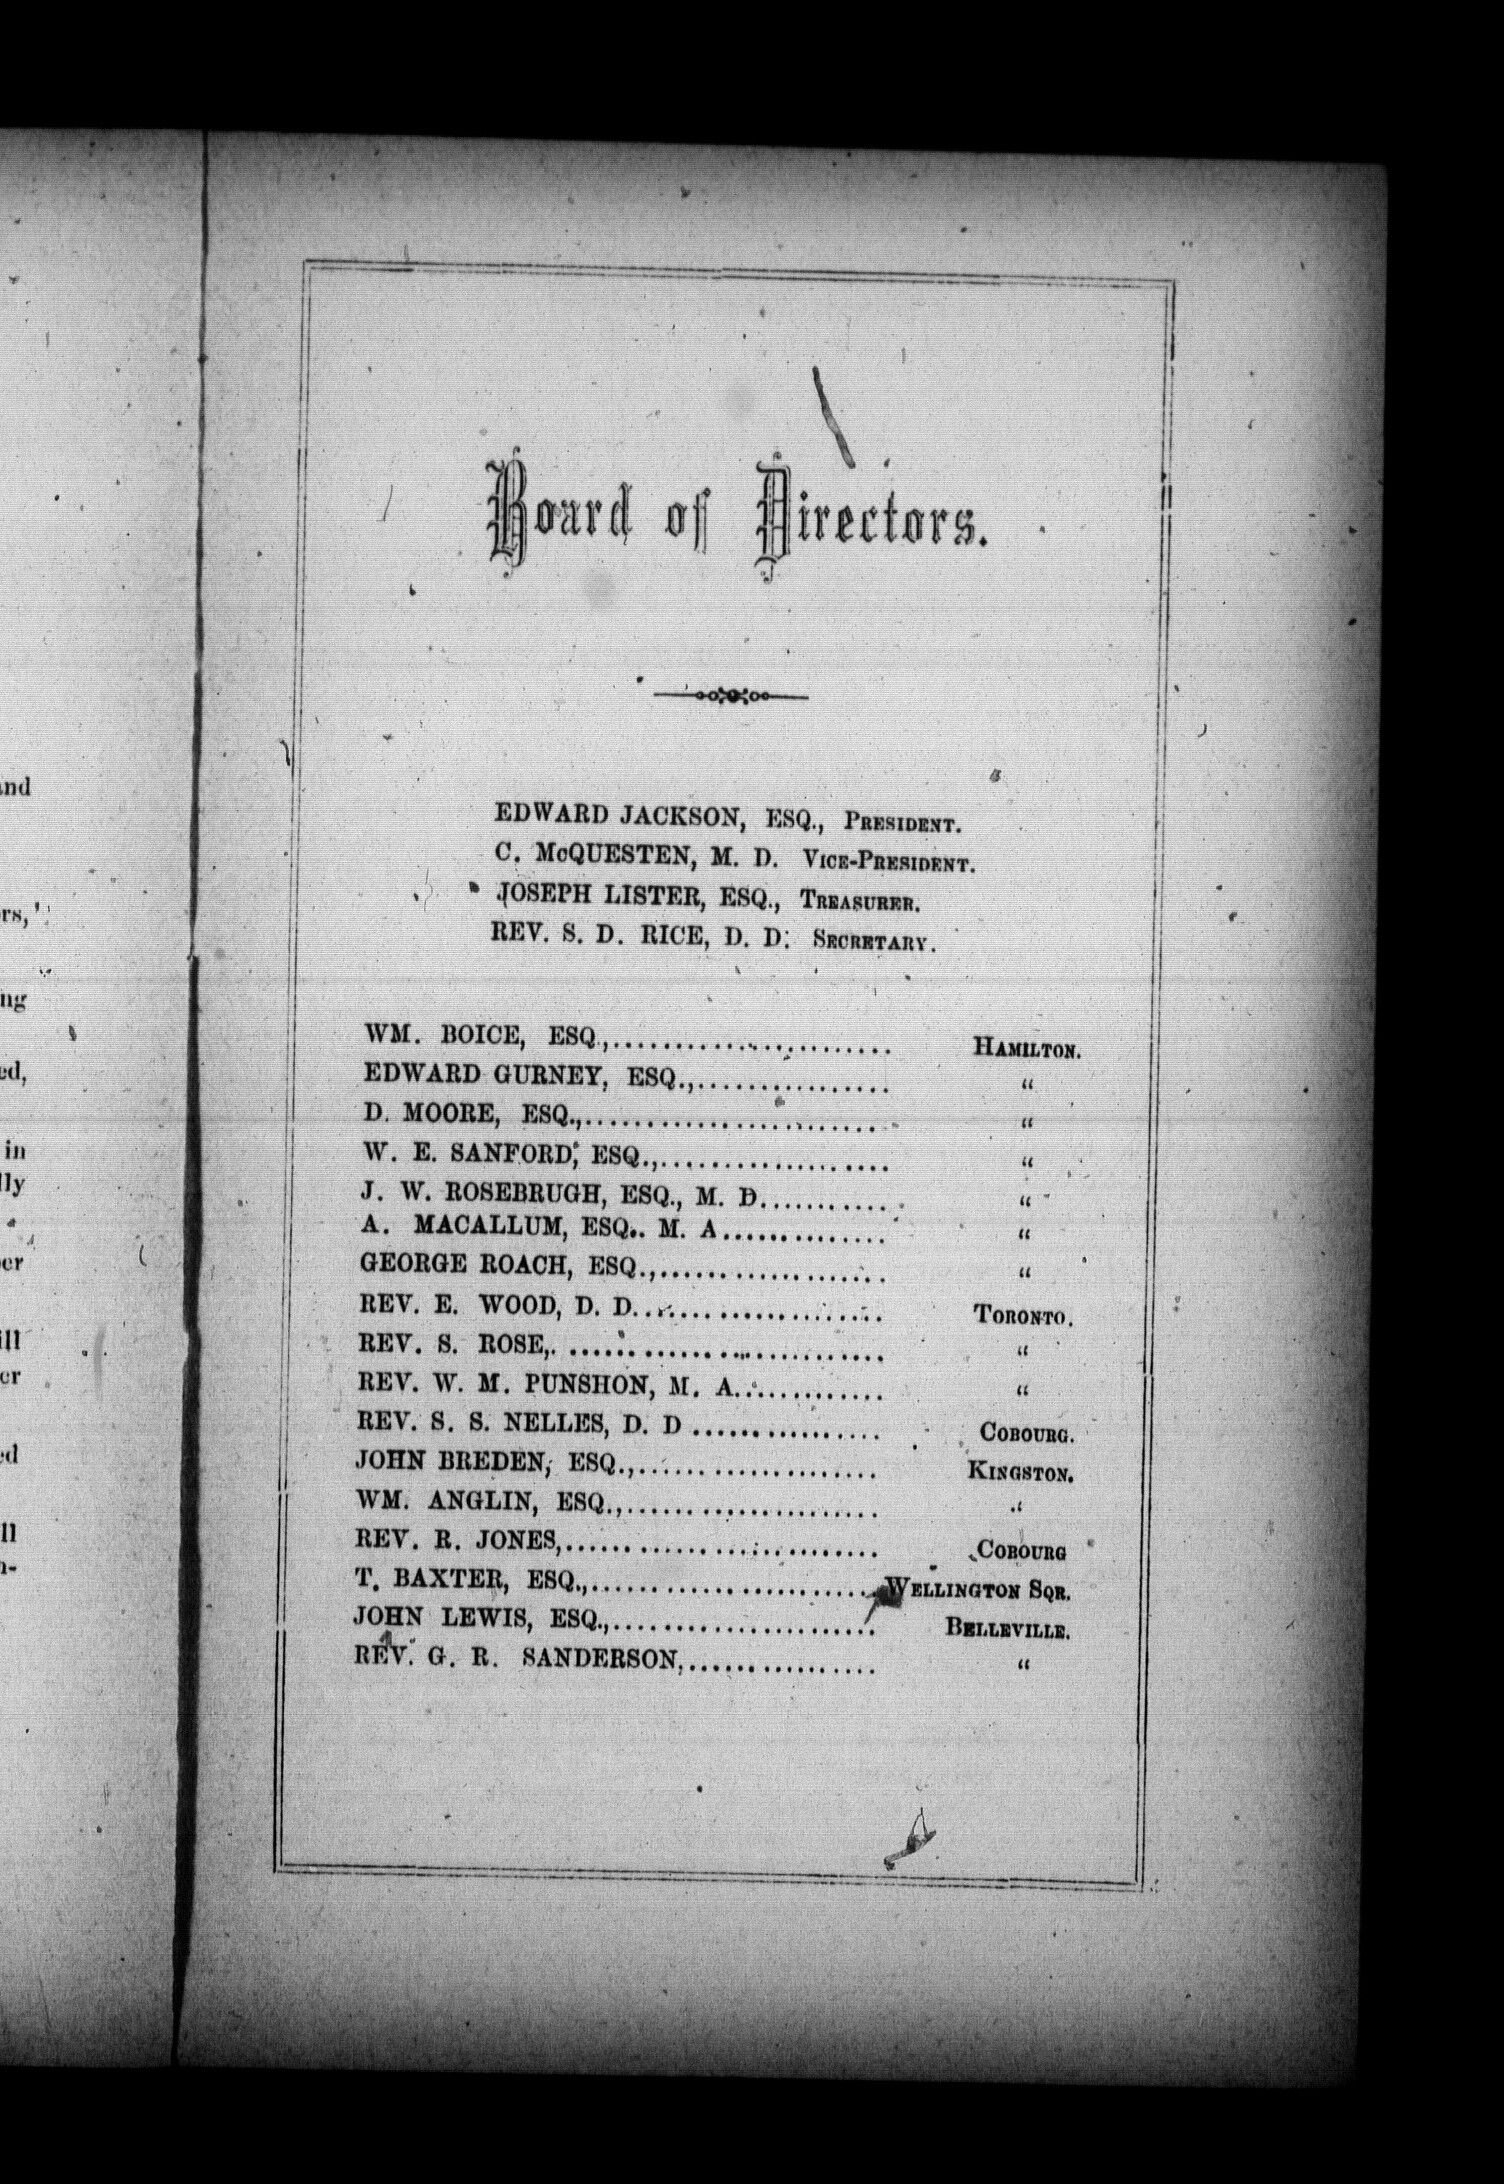 Board of Directors.
EDWARD JACKSON, ESQ., PRESIDENT.
C. McQUESTEN, M. D. VICE-PRESIDENT.
JOSEPH LISTER, ESQ., TREASURER.
REV. S. D. RICE, D. D. SECRETARY.
WM. BOICE, ESQ.,...................... HAMILTON.
EDWARD GURNEY, ESQ.,................ "
D. MOORE, ESQ.,........................ "
W. E. SANFORD, ESQ.,................... "
J. W. ROSEBRUGH, ESQ., M. D........... "
A. MACALLUM, ESQ.. M. A.............. "
GEORGE ROACH, ESQ.,................... "
REV. E. WOOD, D. D..................... TORONTO.
REV. S. ROSE,........................... "
REV. W. M. PUNSHON, M. A............. "
REV. S. S. NELLES, D. D ................ COBOURG.
JOHN BREDEN, ESQ.,.................... KINGSTON.
WM. ANGLIN, ESQ.,..................... "
REV. R. JONES,.......................... COBOURG
T. BAXTER, ESQ.,........................ WELLINGTON SQR.
JOHN LEWIS, ESQ.,...................... BELLEVILLE.
REV. G. R. SANDERSON,................ "